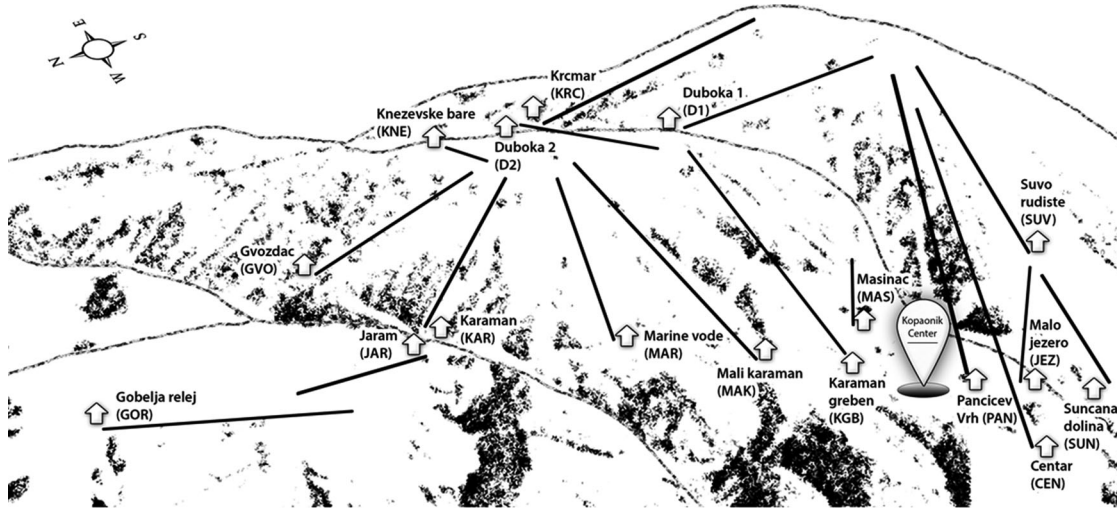 E
S
N
W
Krcmar
(KRC)
Duboka 1
(D1)
Knezevske bare
(KNE)
Duboka 2
(D2)
Suvo
rudiste
(SUV)
Gvozdac
(GVO)
Masinac
(MAS)
Kopaonik
Center
Karaman
(KAR)
Jaram
(JAR)
Marine vode
(MAR)
Malo
jezero
(JEZ)
Mali karaman
(MAK)
Karaman
greben
(KGB)
Pancicev
Vrh (PAN)
Suncana
dolina
(SUN)
Gobelja relej
(GOR)
Centar
(CEN)